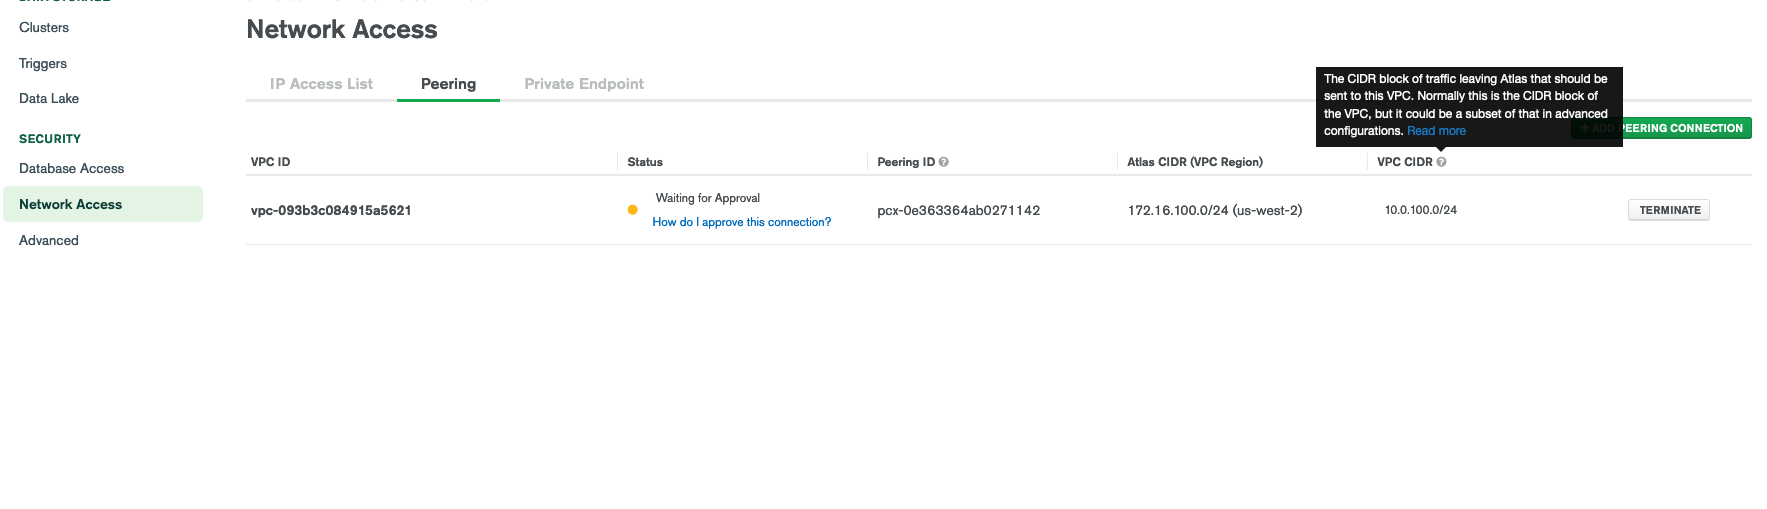 Clusters
Triggers
Data Lake
SECURITY
Database Access
Network Access
Advanced
Network Access
IP Access List
Peering
Private Endpoint
The CIDR block of traffic leaving Atlas that should be
sent to this VPC. Normally this is the CIDR block of
the VPC, but it could be a subset of that in advanced
configurations. Read more
+ ADD PEERING CONNECTION
VPC ID
Status
Peering ID
Atlas CIDR (VPC Region)
VPC CIDR
vpc-093b3c084915a5621
Waiting for Approval
How do I approve this connection?
pcx-0e363364ab0271142
172.16.100.0/24 (us-west-2)
10.0.100.0/24
TERMINATE